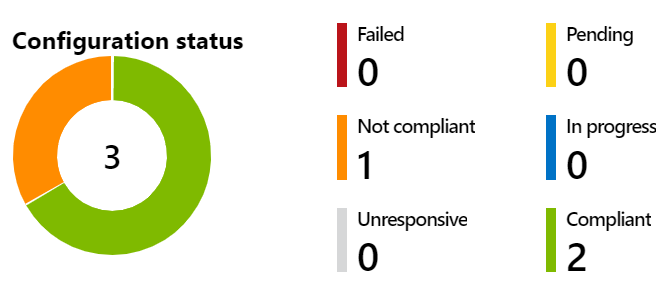 Configuration status
3
Failed
0
Pending
0
Not compliant
1
In progress
0
Unresponsive
0
Compliant
2